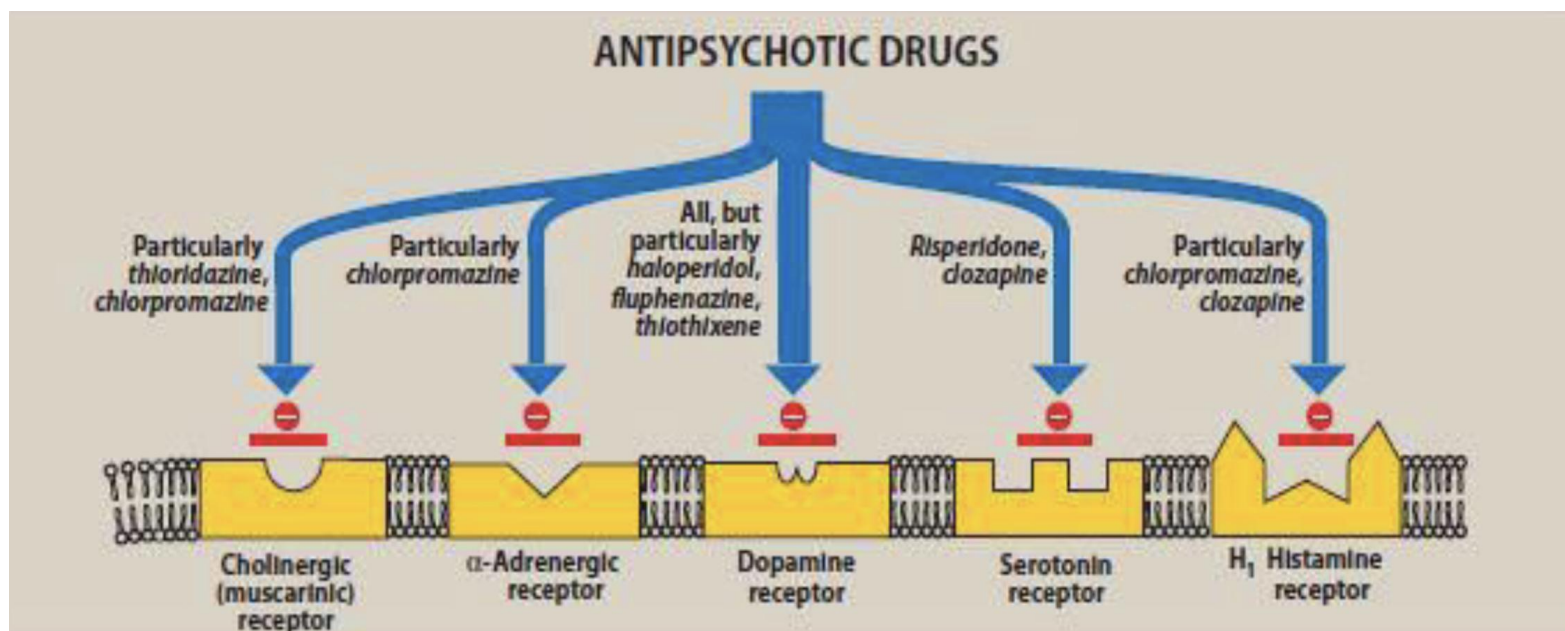 ANTIPSYCHOTIC DRUGS
Particularly
thioridazine,
chlorpromazine
Particularly
chlorpromazine
All, but
particularly
haloperidol,
fluphenazine,
thiothixene
Risperidone,
clozapine
Particularly
chlorpromazine,
clozapine
Cholinergic
(muscarinic)
receptor
α-Adrenergic
receptor
Dopamine
receptor
Serotonin
receptor
H₁ Histamine
receptor